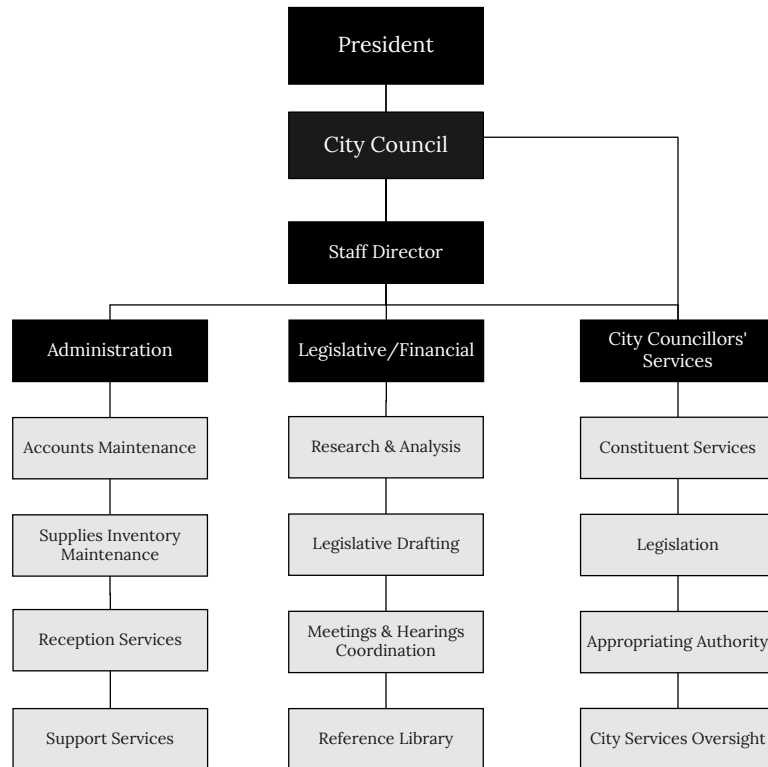 President
City Council
Staff Director
Administration
Legislative/Financial
City Councillors'
Services
Accounts Maintenance
Research & Analysis
Constituent Services
Supplies Inventory
Maintenance
Legislative Drafting
Legislation
Reception Services
Meetings & Hearings
Coordination
Appropriating Authority
Support Services
Reference Library
City Services Oversight